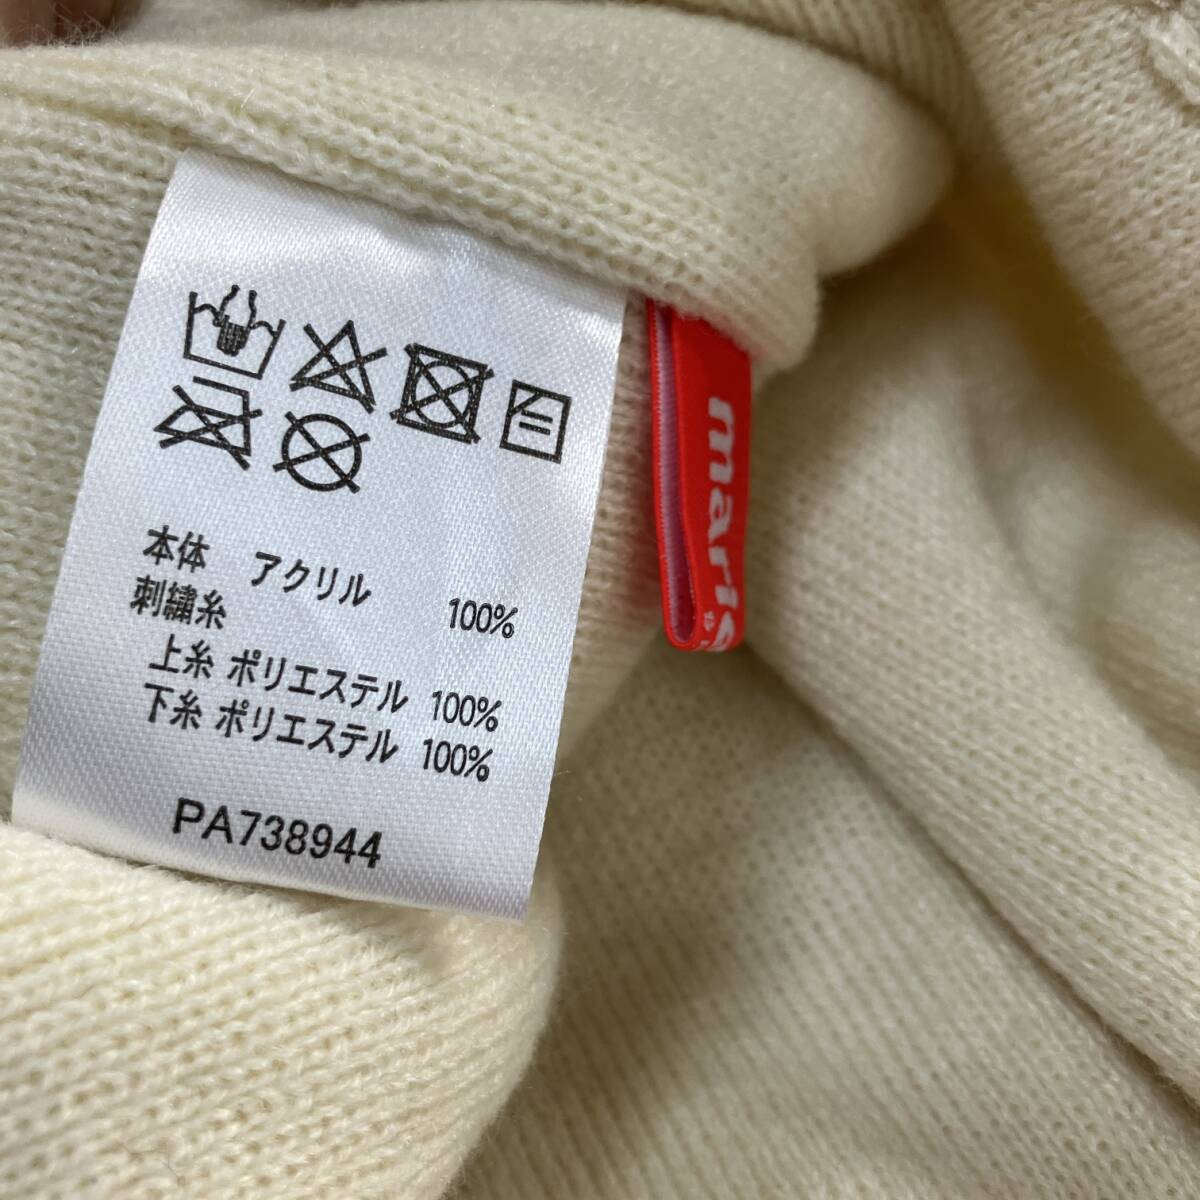 本体 アクリル 100%
刺繍糸
上糸 ポリエステル 100%
下糸 ポリエステル 100%
PA738944